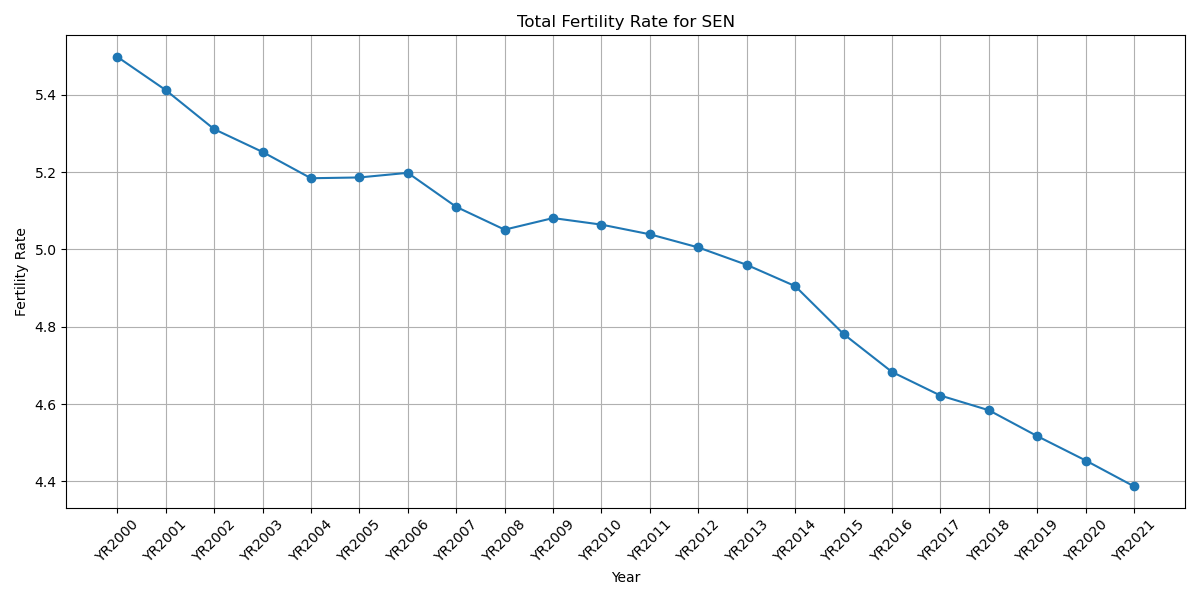 Total Fertility Rate for SEN
Fertility Rate
5.4
5.2
5.0
4.8
4.6
4.4
YR2000
YR2001
YR2002
YR2003
YR2004
YR2005
YR2006
YR2007
YR2008
YR2009
YR2010
YR2011
YR2012
YR2013
YR2014
YR2015
YR2016
YR2017
YR2018
YR2019
YR2020
YR2021
Year